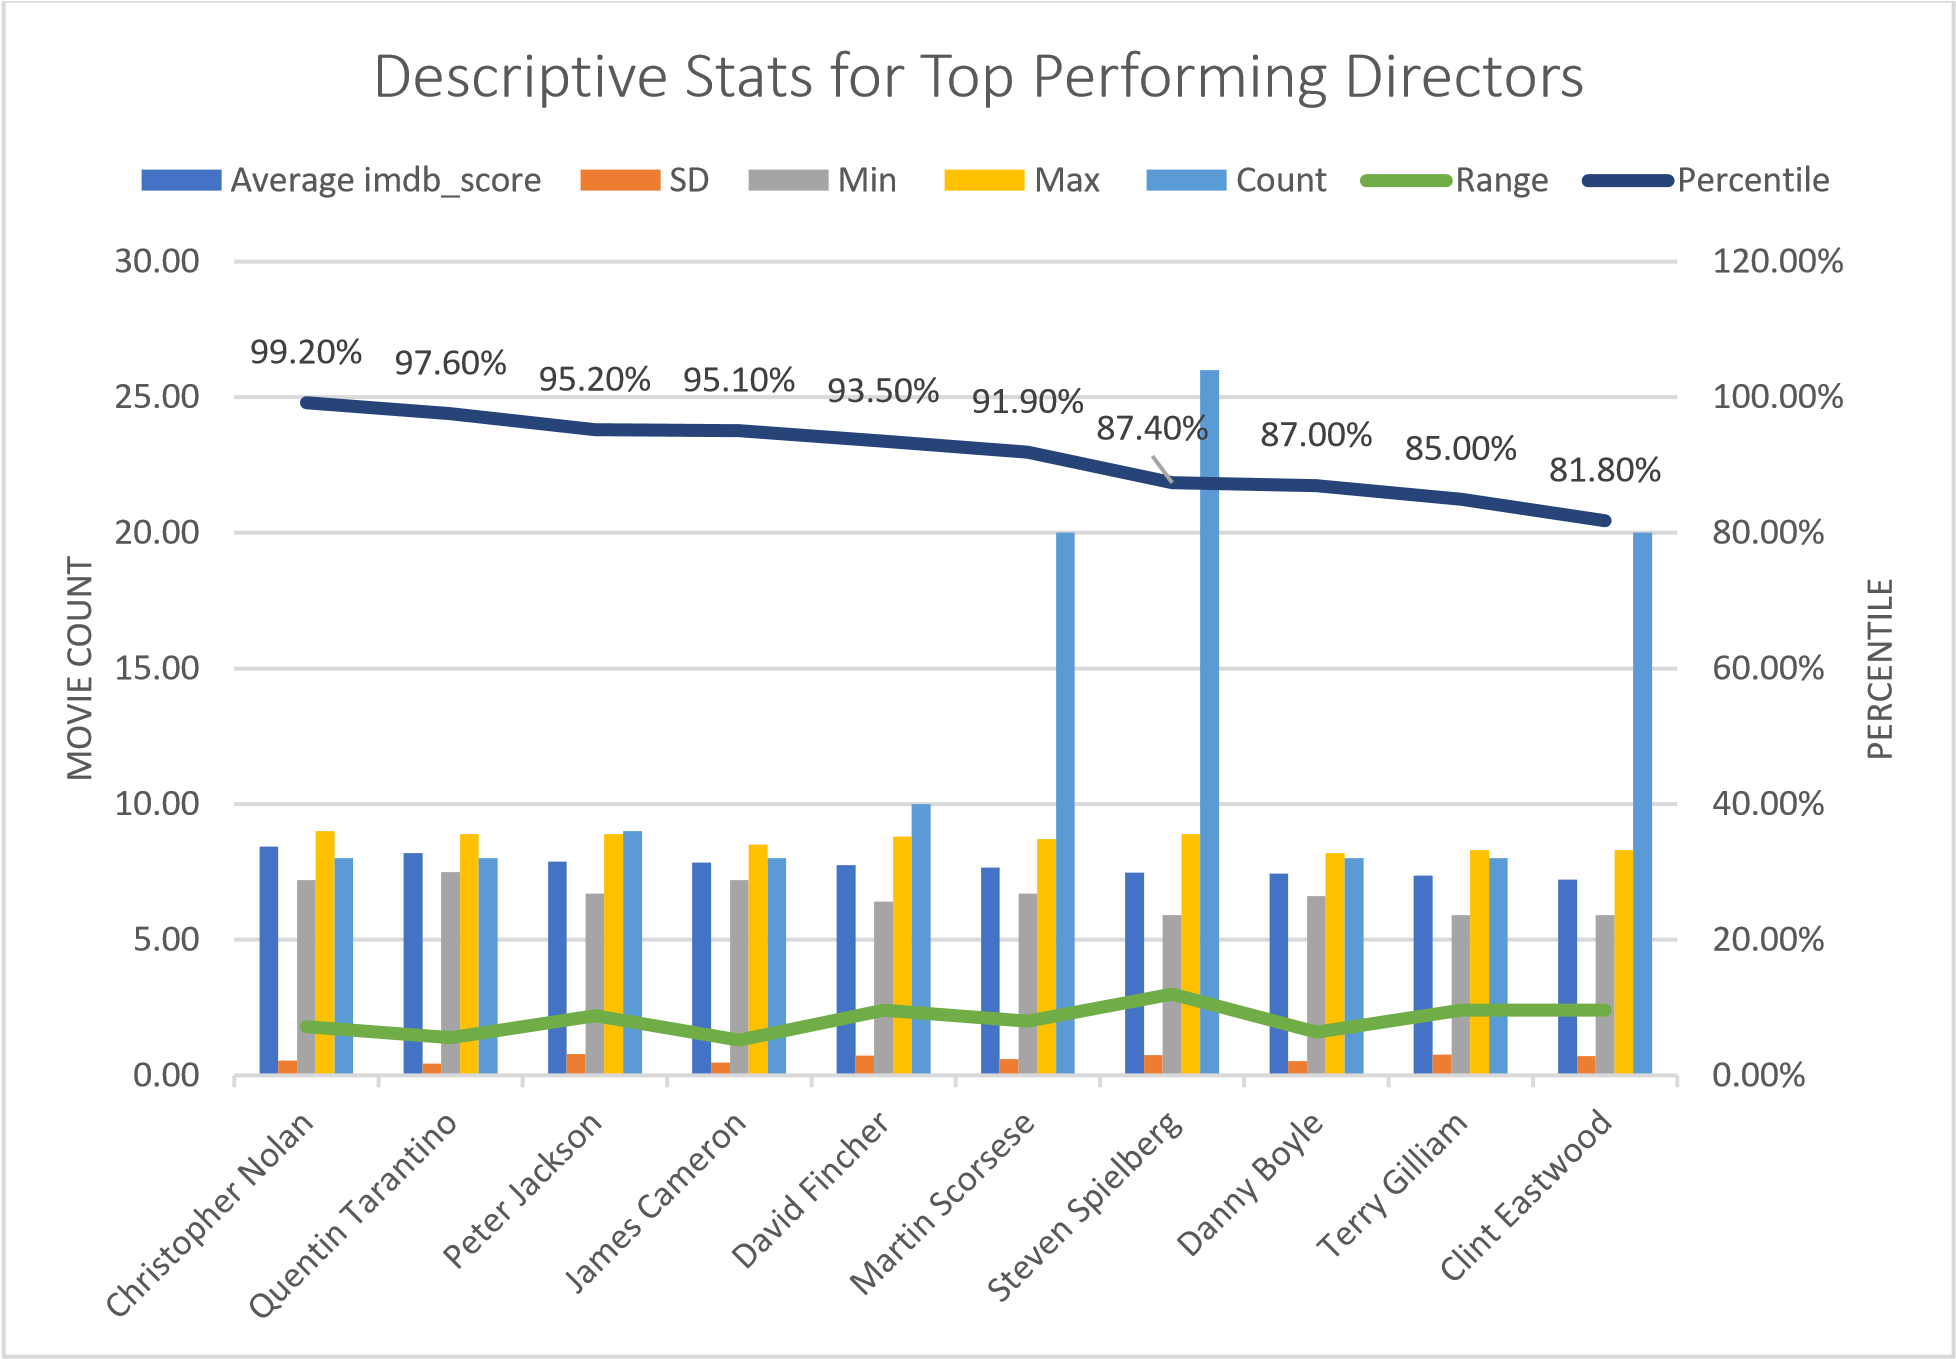 Descriptive Stats for Top Performing Directors
Average imdb_score SD Min Max Count Range Percentile
30.00 120.00%
99.20% 97.60% 95.20% 95.10% 93.50% 91.90% 87.40% 87.00% 85.00% 81.80%
25.00 100.00%
20.00 80.00%
15.00 60.00%
10.00 40.00%
5.00 20.00%
0.00 0.00%
MOVIE COUNT
PERCENTILE
Christopher Nolan
Quentin Tarantino
Peter Jackson
James Cameron
David Fincher
Martin Scorsese
Steven Spielberg
Danny Boyle
Terry Gilliam
Clint Eastwood